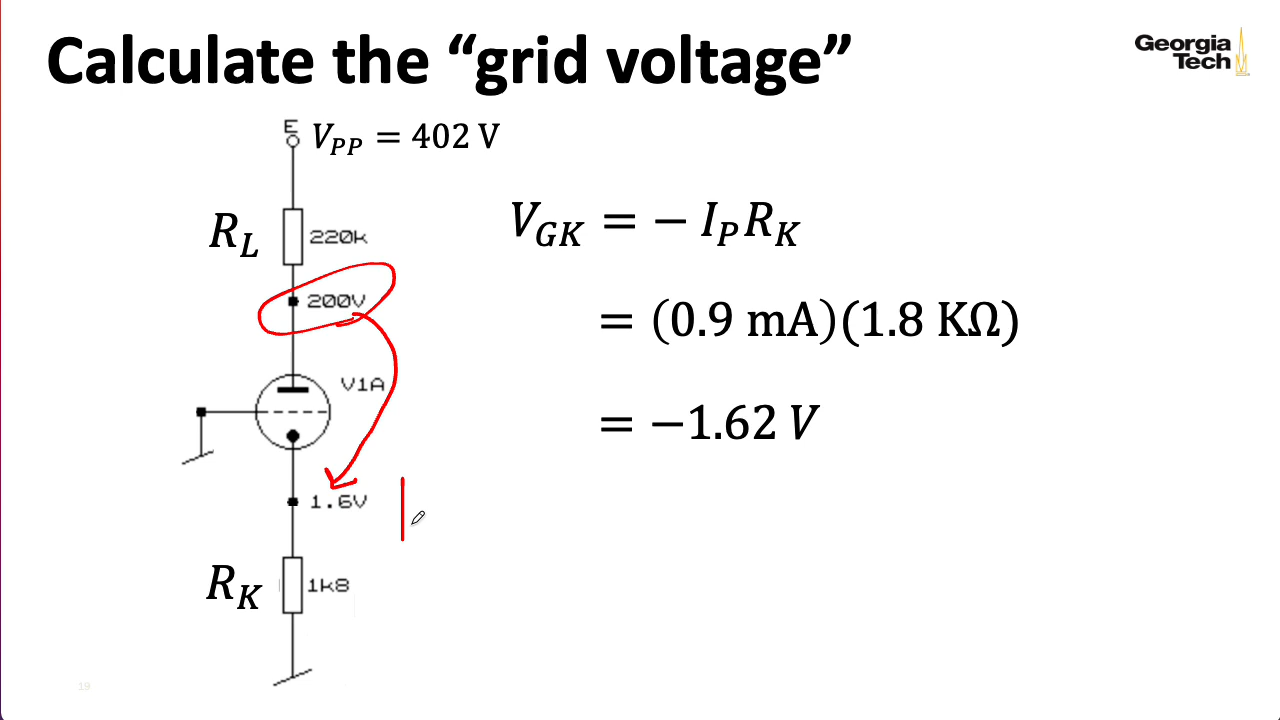 Calculate the “grid voltage”
Georgia
Tech
E
V_PP = 402 V
R_L
220k
V_GK = − I_P R_K
200V
= (0.9 mA)(1.8 KΩ)
V1A
= −1.62 V
1.6V
R_K
1k8
19